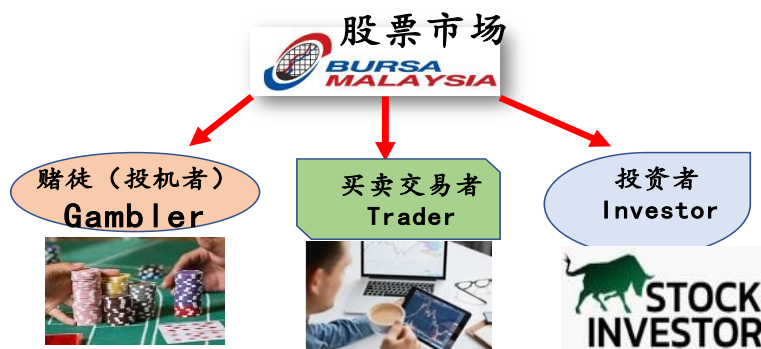 股票市场
BURSA
MALAYSIA
赌徒（投机者）
Gambler
买卖交易者
Trader
投资者
Investor
STOCK
INVESTOR